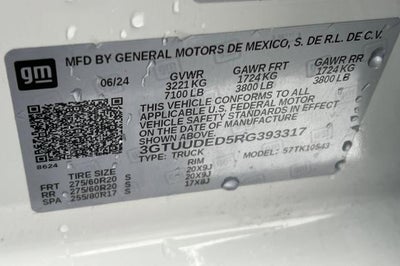 gm
MFD BY GENERAL MOTORS DE MEXICO, S. DE R.L. DE C.V.
06/24 GVWR GAWR FRT GAWR RR
3221 KG 1724 KG 1724 KG
7100 LB 3800 LB 3800 LB
THIS VEHICLE CONFORMS TO ALL
APPLICABLE U.S. FEDERAL MOTOR
VEHICLE SAFETY STANDARDS IN EFFECT
ON THE DATE OF MANUFACTURE
SHOWN ABOVE
3GTUUDED5RG393317
TYPE: TRUCK MODEL: 57TK10543
8624
TIRE SIZE RIM
FRT 275/60R20 S 20X9J
RR 275/60R20 S 20X9J
SPA 255/80R17 S 17X8J